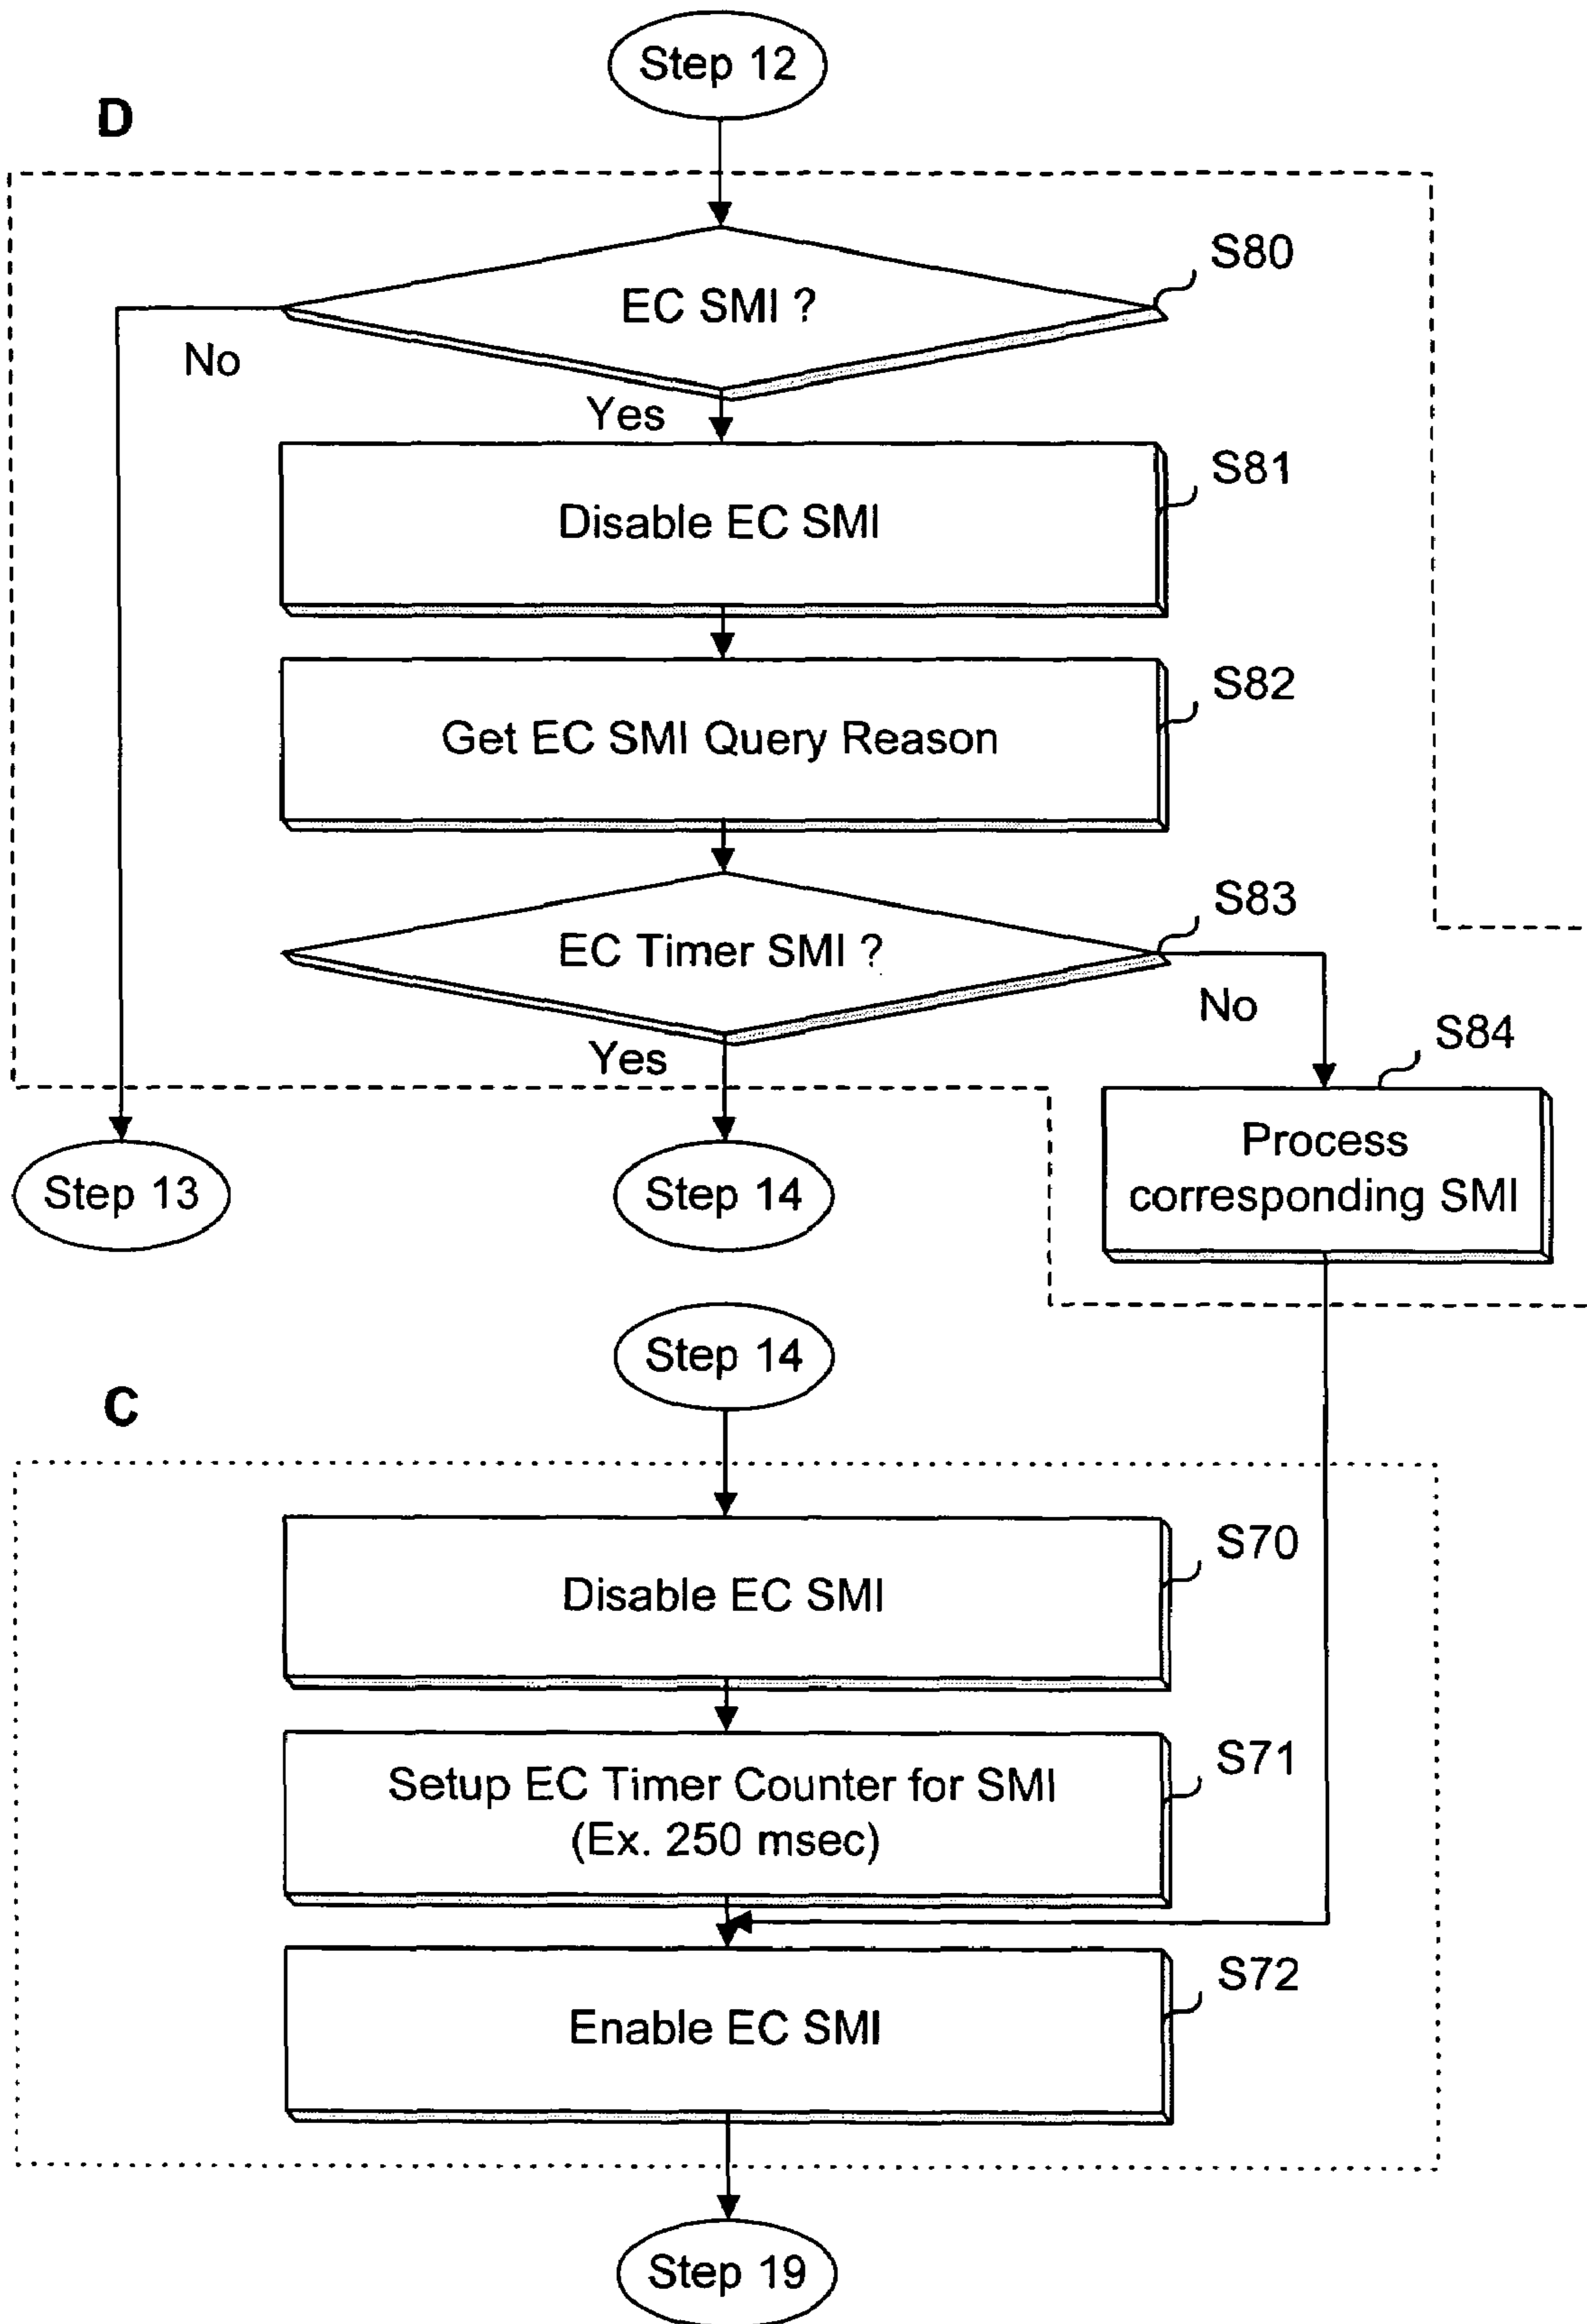 Step 12
D
S80
EC SMI ?
No
Yes
S81
Disable EC SMI
S82
Get EC SMI Query Reason
S83
EC Timer SMI ?
No
Yes
S84
Process
corresponding SMI
Step 13
Step 14
Step 14
C
S70
Disable EC SMI
S71
Setup EC Timer Counter for SMI
(Ex. 250 msec)
S72
Enable EC SMI
Step 19